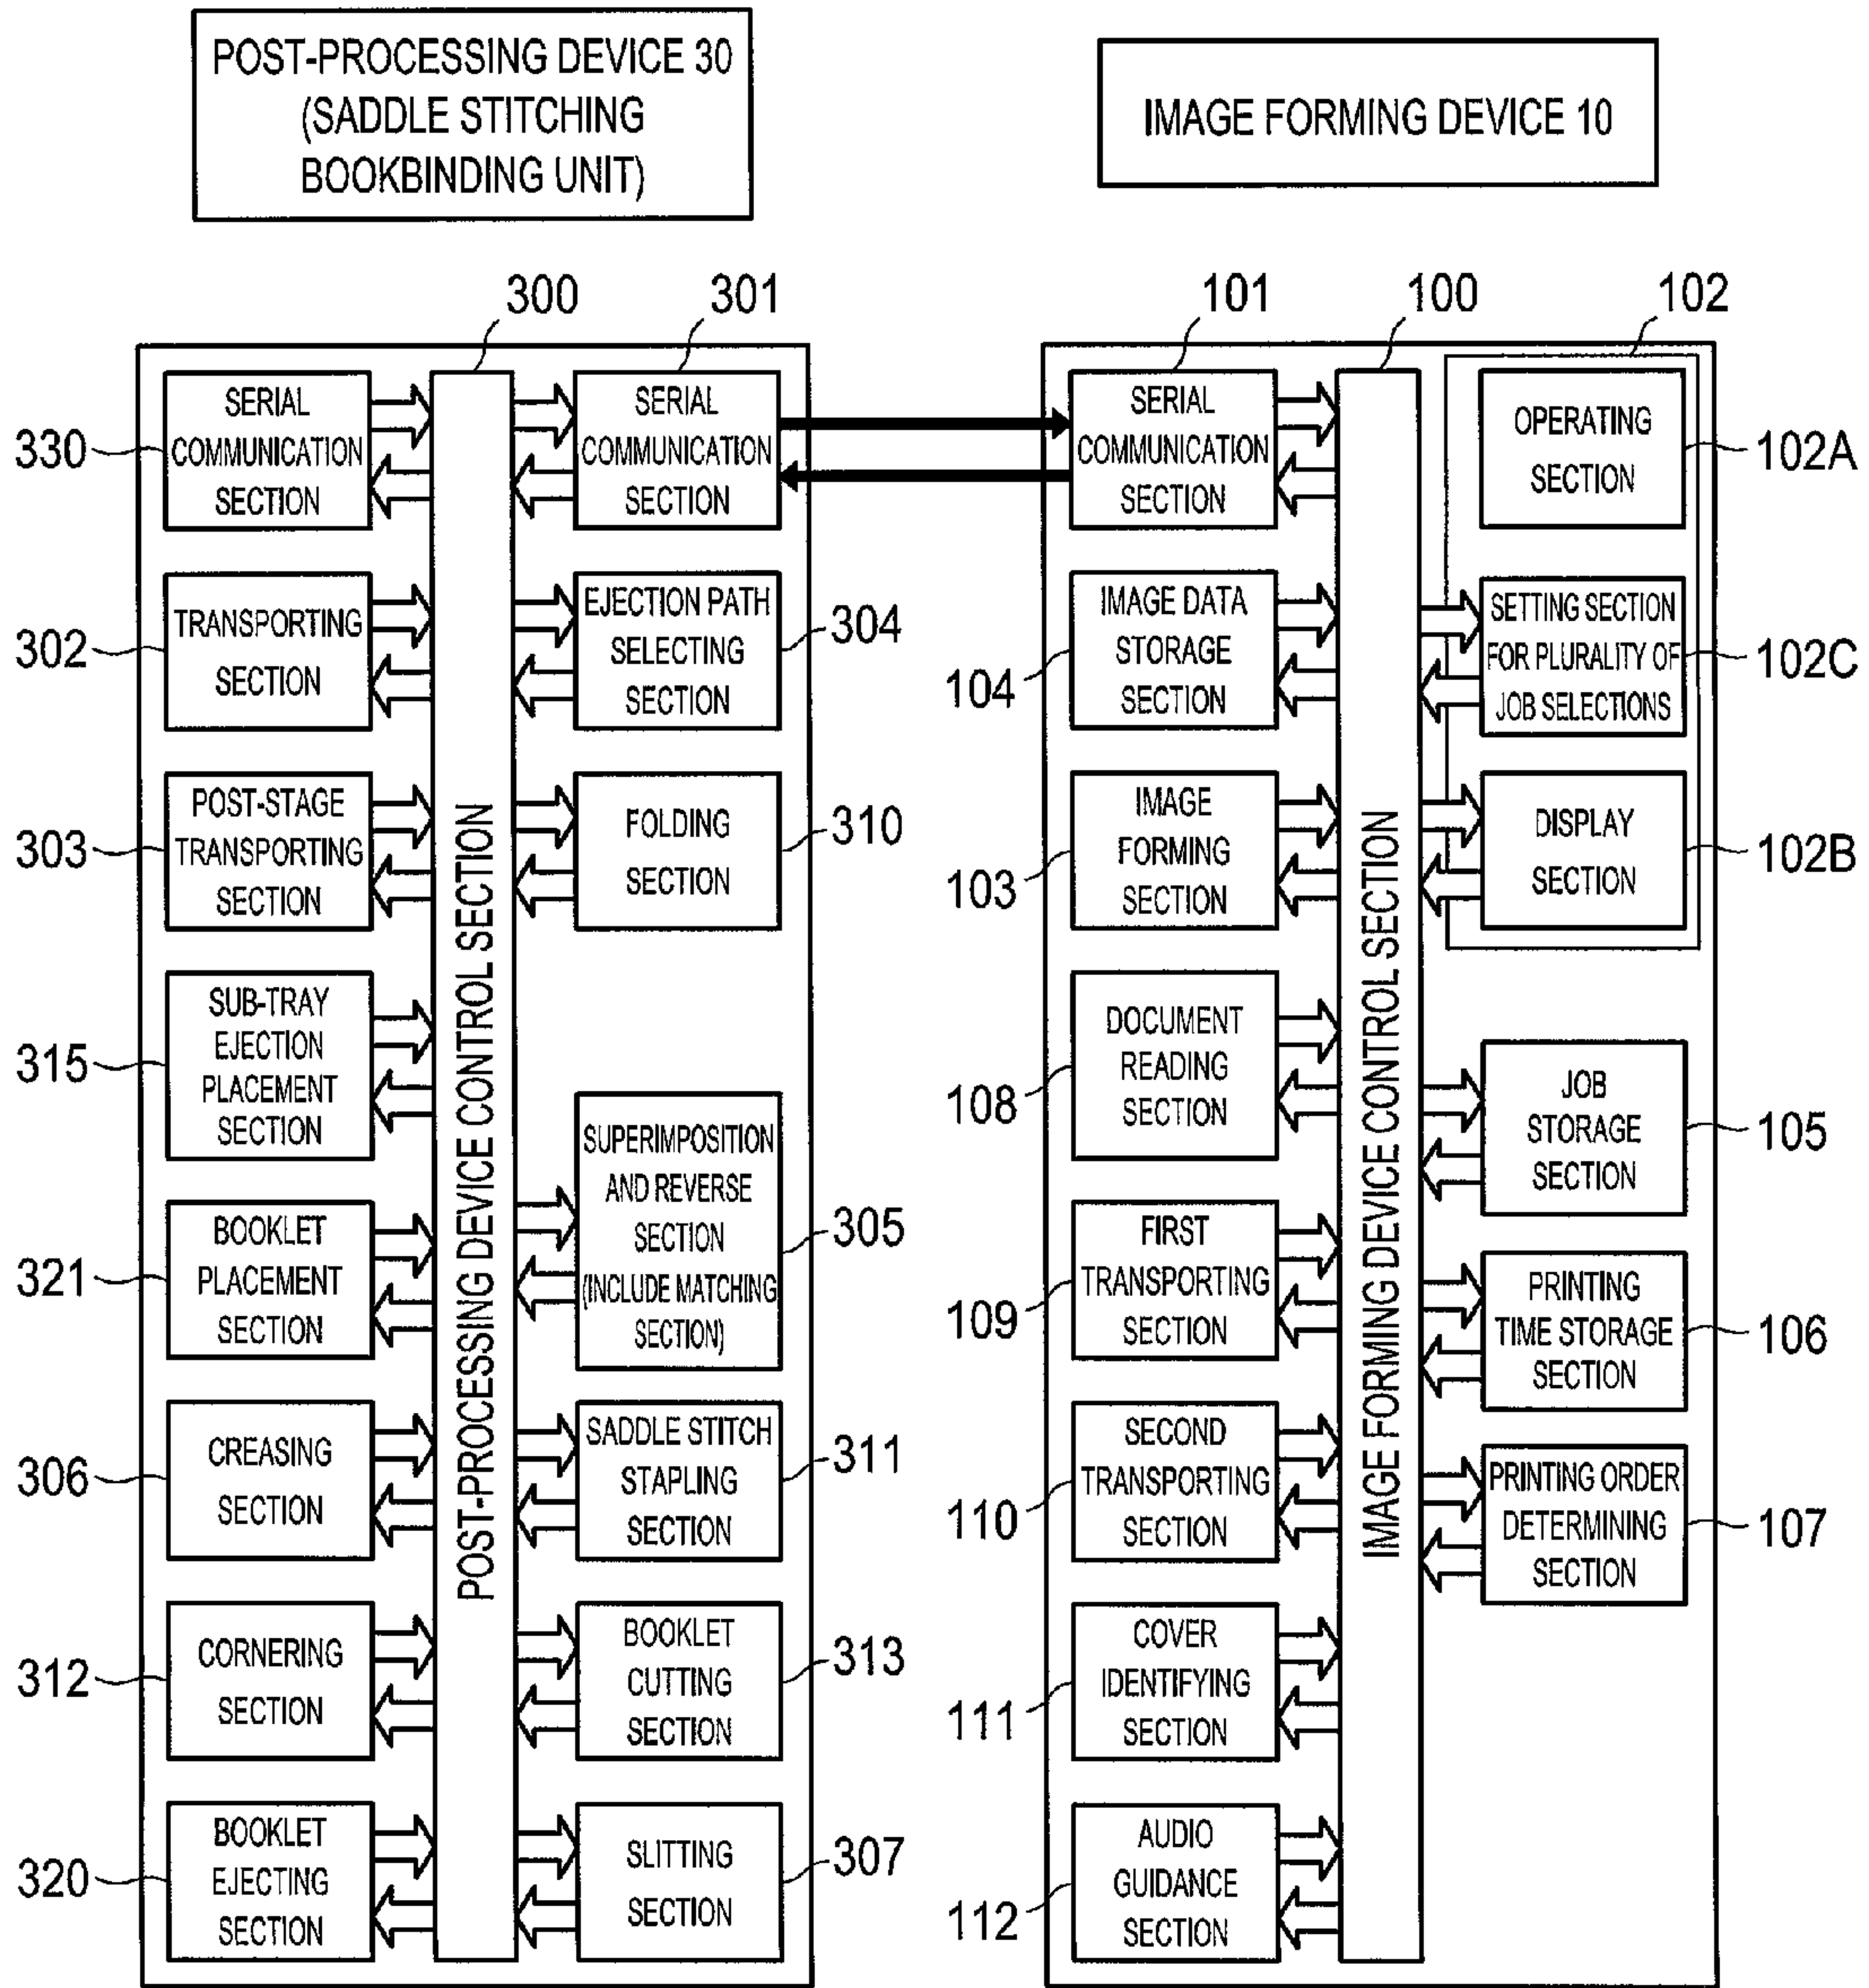 POST-PROCESSING DEVICE 30
(SADDLE STITCHING
BOOKBINDING UNIT)
IMAGE FORMING DEVICE 10
300
301
330
SERIAL
COMMUNICATION
SECTION
SERIAL
COMMUNICATION
SECTION
302
TRANSPORTING
SECTION
EJECTION PATH
SELECTING
SECTION
304
303
POST-STAGE
TRANSPORTING
SECTION
FOLDING
SECTION
310
315
SUB-TRAY
EJECTION
PLACEMENT
SECTION
321
BOOKLET
PLACEMENT
SECTION
SUPERIMPOSITION
AND REVERSE
SECTION
(INCLUDE MATCHING
SECTION)
305
306
CREASING
SECTION
SADDLE STITCH
STAPLING
SECTION
311
312
CORNERING
SECTION
BOOKLET
CUTTING
SECTION
313
320
BOOKLET
EJECTING
SECTION
SLITTING
SECTION
307
POST-PROCESSING DEVICE CONTROL SECTION
101
100
102
SERIAL
COMMUNICATION
SECTION
OPERATING
SECTION
102A
104
IMAGE DATA
STORAGE
SECTION
SETTING SECTION
FOR PLURALITY OF
JOB SELECTIONS
102C
103
IMAGE
FORMING
SECTION
DISPLAY
SECTION
102B
108
DOCUMENT
READING
SECTION
JOB
STORAGE
SECTION
105
109
FIRST
TRANSPORTING
SECTION
PRINTING
TIME STORAGE
SECTION
106
110
SECOND
TRANSPORTING
SECTION
PRINTING ORDER
DETERMINING
SECTION
107
111
COVER
IDENTIFYING
SECTION
112
AUDIO
GUIDANCE
SECTION
IMAGE FORMING DEVICE CONTROL SECTION